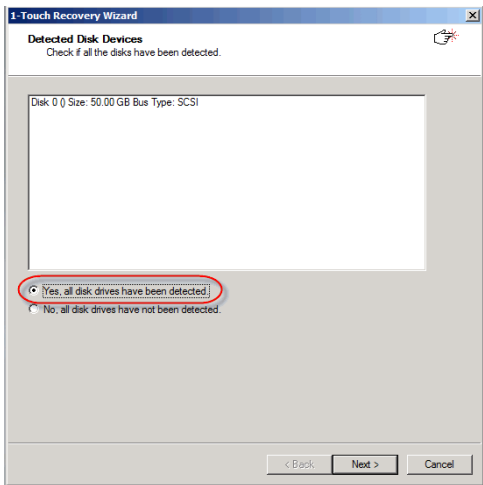 1-Touch Recovery Wizard
Detected Disk Devices
Check if all the disks have been detected.
Disk 0 () Size: 50.00 GB Bus Type: SCSI
Yes, all disk drives have been detected.
No, all disk drives have not been detected.
< Back Next > Cancel